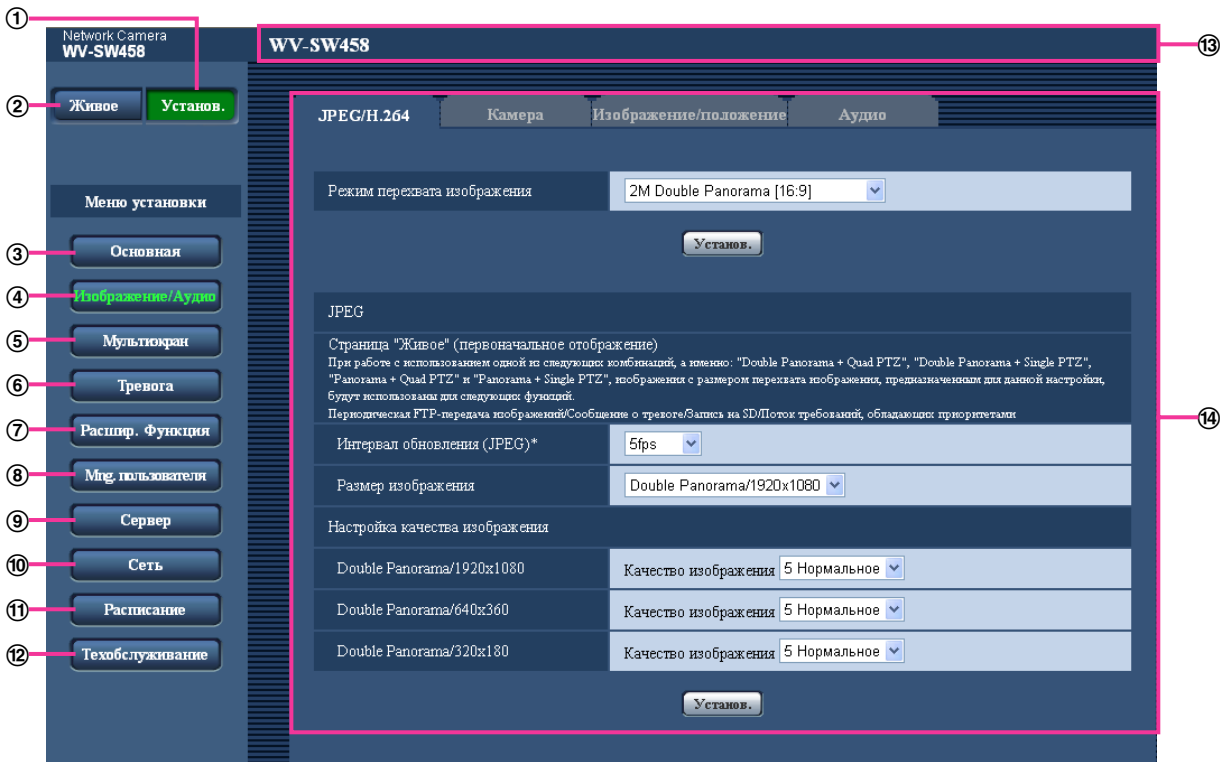 ①
Network Camera
WV-SW458
WV-SW458
⑬
②
Живое
Установ.
JPEG/H.264
Камера
Изображение/положение
Аудио
Режим перехвата изображения
2M Double Panorama [16:9]
Меню установки
Установ.
③
Основная
④
Изображение/Аудио
JPEG
⑤
Мультиэкран
Страница "Живое" (первоначальное отображение)
При работе с использованием одной из следующих комбинаций, а именно: "Double Panorama + Quad PTZ", "Double Panorama + Single PTZ",
"Panorama + Quad PTZ" и "Panorama + Single PTZ", изображения с размером перехвата изображения, предназначенным для данной настройки,
будут использованы для следующих функций.
Периодическая FTP-передача изображений/Сообщение о тревоге/Запись на SD/Поток требований, обладающих приоритетами
⑥
Тревога
⑭
⑦
Расшир. Функция
Интервал обновления (JPEG)*
5fps
⑧
Mng. пользователя
Размер изображения
Double Panorama/1920x1080
⑨
Сервер
Настройка качества изображения
⑩
Сеть
Double Panorama/1920x1080
Качество изображения
5 Нормальное
⑪
Расписание
Double Panorama/640x360
Качество изображения
5 Нормальное
⑫
Техобслуживание
Double Panorama/320x180
Качество изображения
5 Нормальное
Установ.